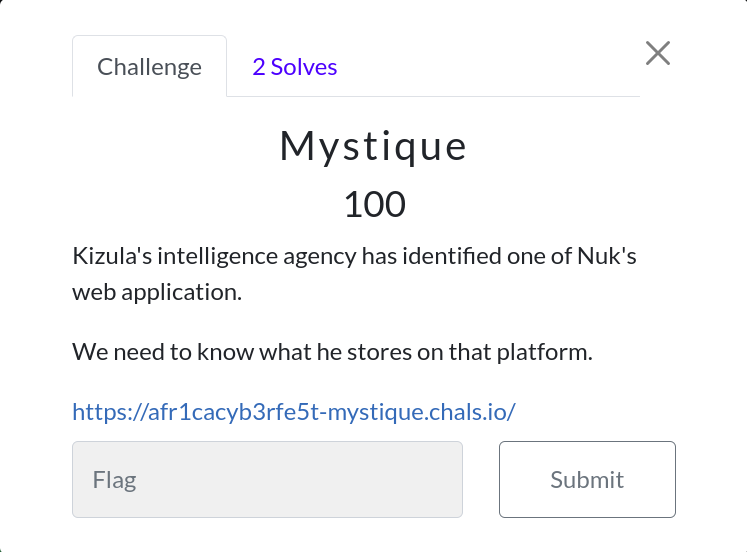 Challenge
2 Solves
Mystique
100
Kizula's intelligence agency has identified one of Nuk's
web application.
We need to know what he stores on that platform.
https://afr1cacyb3rfe5t-mystique.chals.io/
Flag
Submit